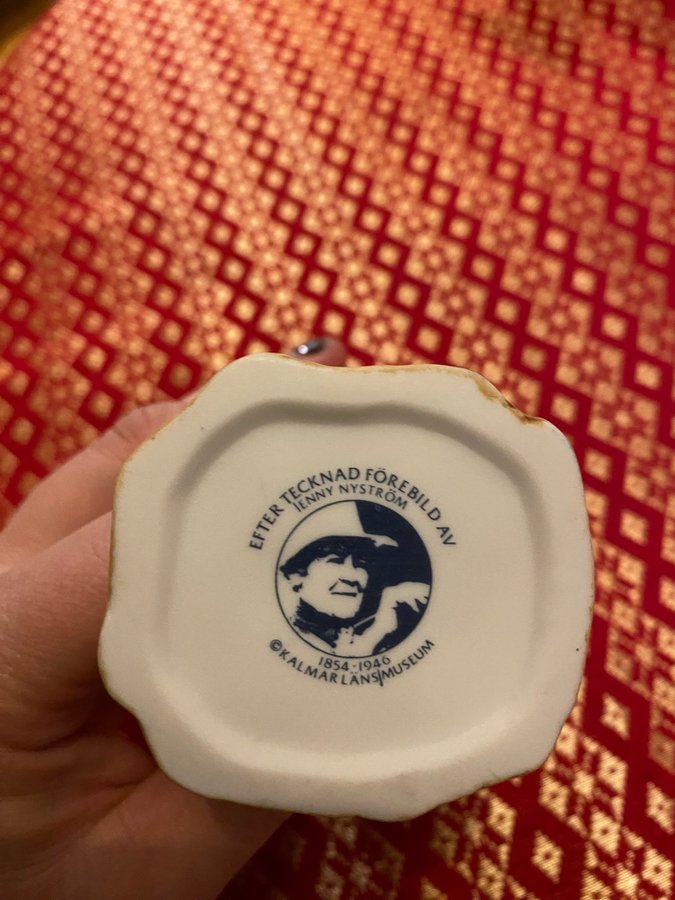 EFTER TECKNAD FÖREBILD AV
JENNY NYSTRÖM
1854-1946
©KALMAR LÄNS MUSEUM